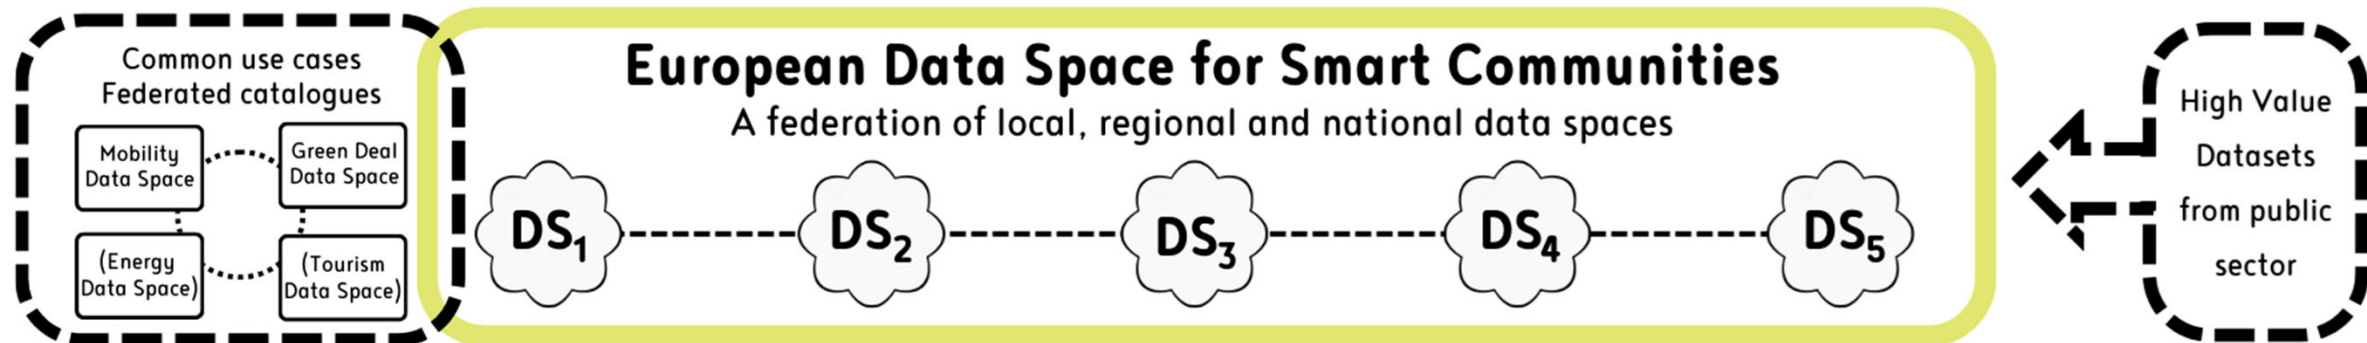 Common use cases
Federated catalogues
Mobility
Data Space
Green Deal
Data Space
(Energy
Data Space)
(Tourism
Data Space)
European Data Space for Smart Communities
A federation of local, regional and national data spaces
DS1
DS2
DS3
DS4
DS5
High Value
Datasets
from public
sector